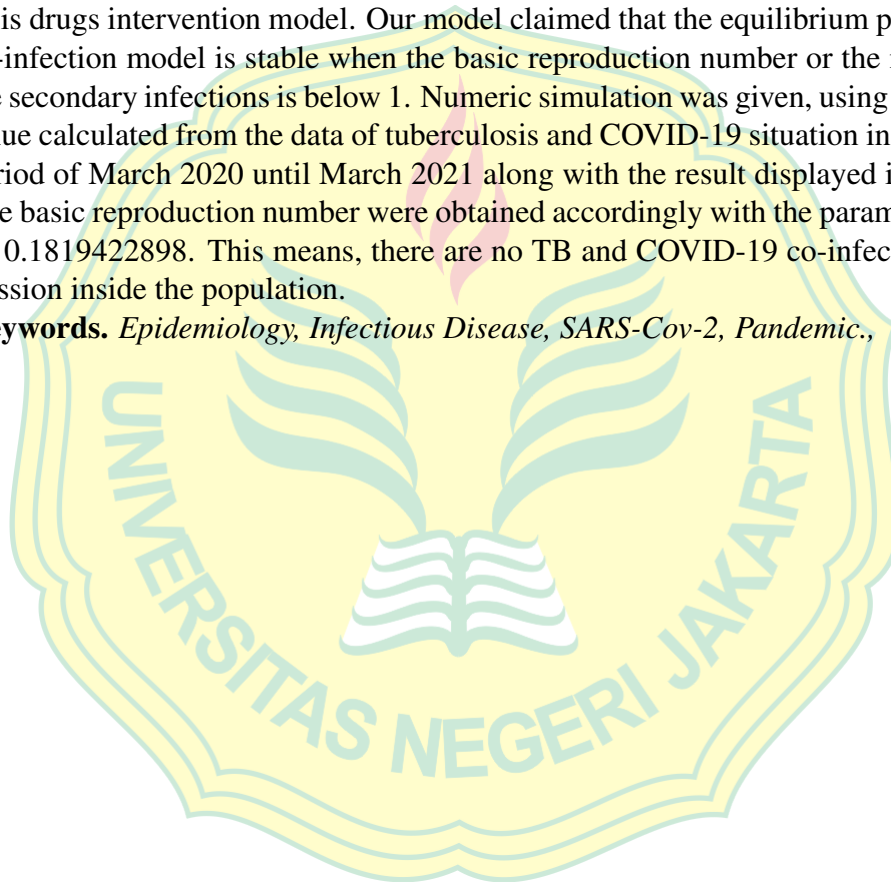 is drugs intervention model. Our model claimed that the equilibrium p
-infection model is stable when the basic reproduction number or the
e secondary infections is below 1. Numeric simulation was given, using
ue calculated from the data of tuberculosis and COVID-19 situation in
riod of March 2020 until March 2021 along with the result displayed i
e basic reproduction number were obtained accordingly with the param
0.1819422898. This means, there are no TB and COVID-19 co-infec
ssion inside the population.
eywords. Epidemiology, Infectious Disease, SARS-Cov-2, Pandemic.,
UNIVERSITAS NEGERI JAKARTA